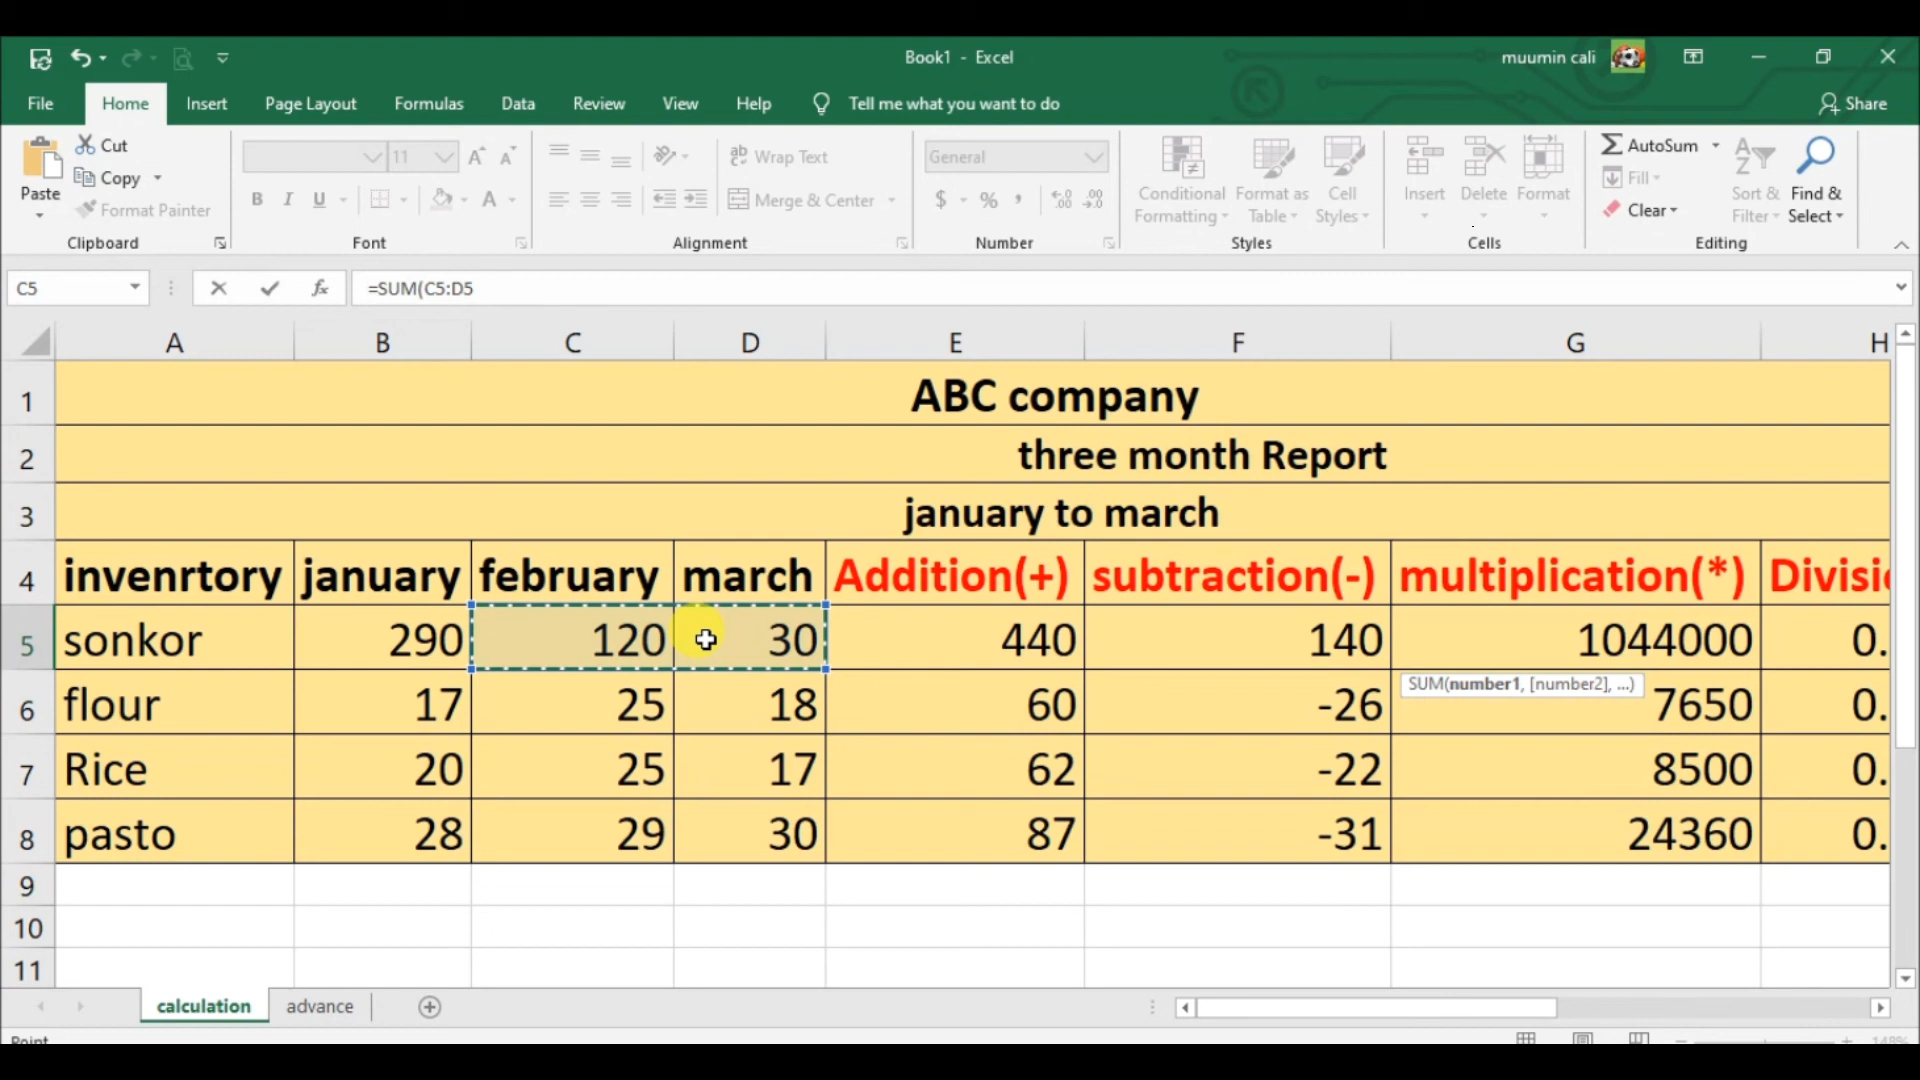 Book1 - Excel
muumin cali
File Home Insert Page Layout Formulas Data Review View Help Tell me what you want to do Share
Paste
Cut
Copy
Format Painter
Clipboard
11
B I U
Font
Wrap Text
Merge & Center
Alignment
General
$ % ,
Number
Conditional Formatting
Format as Table
Cell Styles
Styles
Insert Delete Format
Cells
AutoSum
Fill
Clear
Sort & Filter
Find & Select
Editing
C5 fx =SUM(C5:D5
A B C D E F G H
1 ABC company
2 three month Report
3 january to march
4 invenrtory january february march Addition(+) subtraction(-) multiplication(*)
5 sonkor 290 120 30 440 140 1044000 0.
SUM(number1, [number2], ...)
6 flour 17 25 18 60 -26 7650 0.
7 Rice 20 25 17 62 -22 8500 0.
8 pasto 28 29 30 87 -31 24360 0.
9
10
11
calculation advance